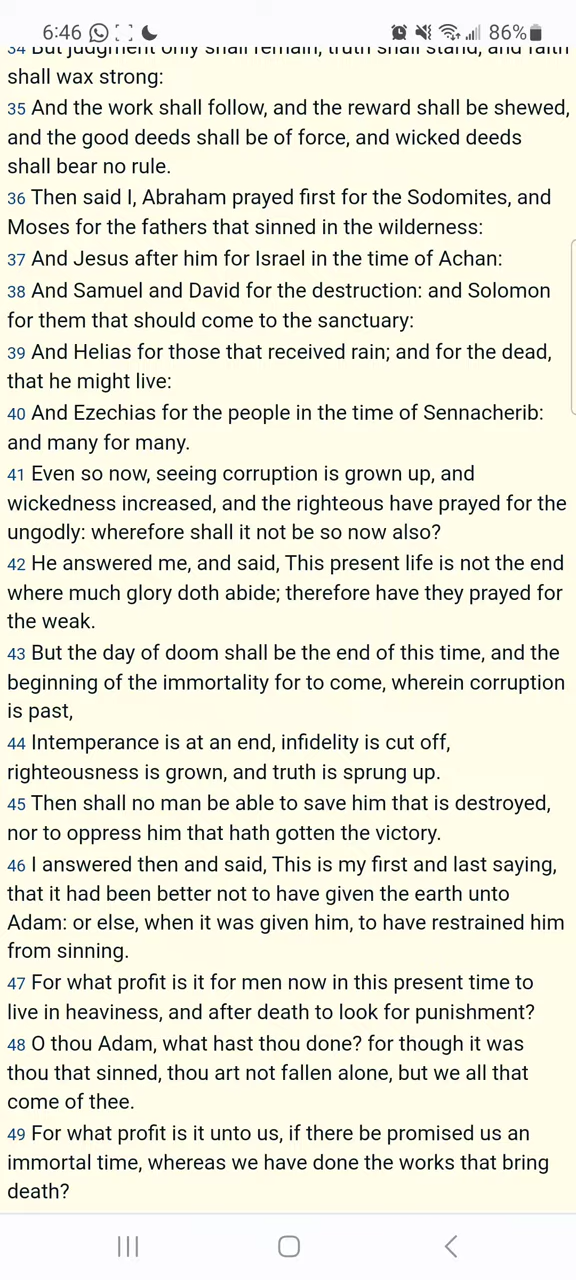 6:46 86%
34 But judgment only shall remain, truth shall stand, and faith
shall wax strong:
35 And the work shall follow, and the reward shall be shewed,
and the good deeds shall be of force, and wicked deeds
shall bear no rule.
36 Then said I, Abraham prayed first for the Sodomites, and
Moses for the fathers that sinned in the wilderness:
37 And Jesus after him for Israel in the time of Achan:
38 And Samuel and David for the destruction: and Solomon
for them that should come to the sanctuary:
39 And Helias for those that received rain; and for the dead,
that he might live:
40 And Ezechias for the people in the time of Sennacherib:
and many for many.
41 Even so now, seeing corruption is grown up, and
wickedness increased, and the righteous have prayed for the
ungodly: wherefore shall it not be so now also?
42 He answered me, and said, This present life is not the end
where much glory doth abide; therefore have they prayed for
the weak.
43 But the day of doom shall be the end of this time, and the
beginning of the immortality for to come, wherein corruption
is past,
44 Intemperance is at an end, infidelity is cut off,
righteousness is grown, and truth is sprung up.
45 Then shall no man be able to save him that is destroyed,
nor to oppress him that hath gotten the victory.
46 I answered then and said, This is my first and last saying,
that it had been better not to have given the earth unto
Adam: or else, when it was given him, to have restrained him
from sinning.
47 For what profit is it for men now in this present time to
live in heaviness, and after death to look for punishment?
48 O thou Adam, what hast thou done? for though it was
thou that sinned, thou art not fallen alone, but we all that
come of thee.
49 For what profit is it unto us, if there be promised us an
immortal time, whereas we have done the works that bring
death?